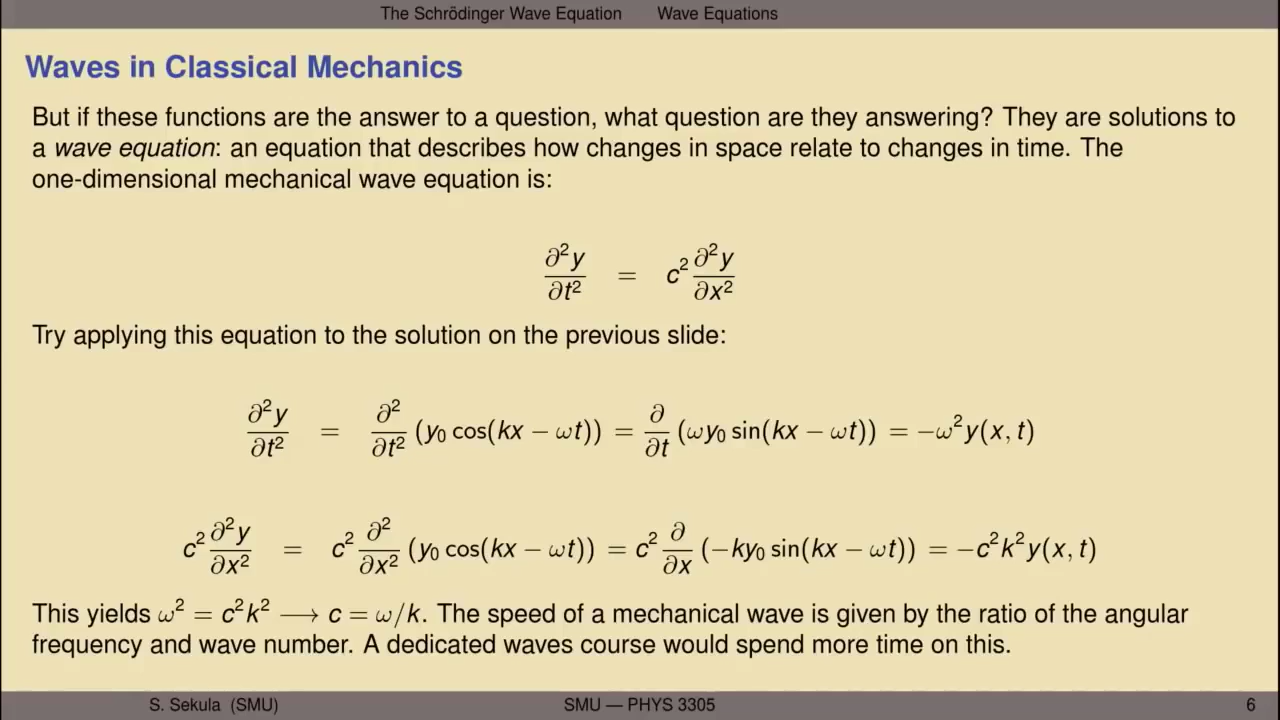 The Schrödinger Wave Equation Wave Equations
Waves in Classical Mechanics
But if these functions are the answer to a question, what question are they answering? They are solutions to
a wave equation: an equation that describes how changes in space relate to changes in time. The
one-dimensional mechanical wave equation is:
∂²y/∂t² = c² ∂²y/∂x²
Try applying this equation to the solution on the previous slide:
∂²y/∂t² = ∂²/∂t² (y₀ cos(kx − ωt)) = ∂/∂t (ωy₀ sin(kx − ωt)) = −ω²y(x, t)
c² ∂²y/∂x² = c² ∂²/∂x² (y₀ cos(kx − ωt)) = c² ∂/∂x (−ky₀ sin(kx − ωt)) = −c²k²y(x, t)
This yields ω² = c²k² ⟶ c = ω/k. The speed of a mechanical wave is given by the ratio of the angular
frequency and wave number. A dedicated waves course would spend more time on this.
S. Sekula (SMU) SMU — PHYS 3305 6